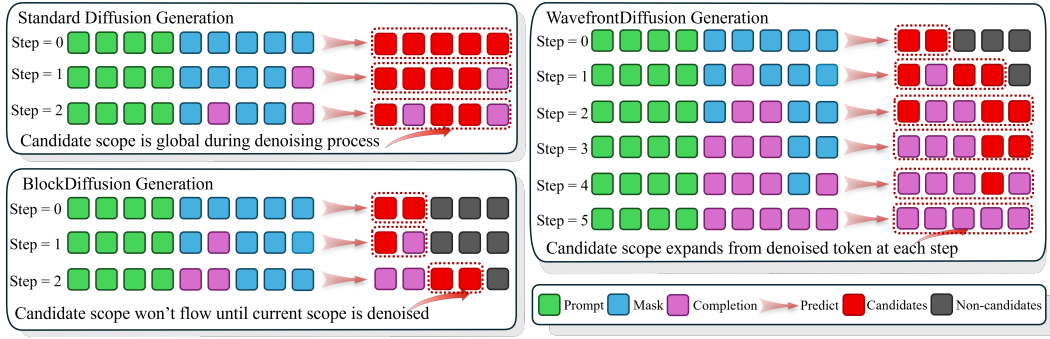 Standard Diffusion Generation
Step = 0
Step = 1
Step = 2
Candidate scope is global during denoising process
BlockDiffusion Generation
Step = 0
Step = 1
Step = 2
Candidate scope won't flow until current scope is denoised
WavefrontDiffusion Generation
Step = 0
Step = 1
Step = 2
Step = 3
Step = 4
Step = 5
Candidate scope expands from denoised token at each step
Prompt Mask Completion Predict Candidates Non-candidates